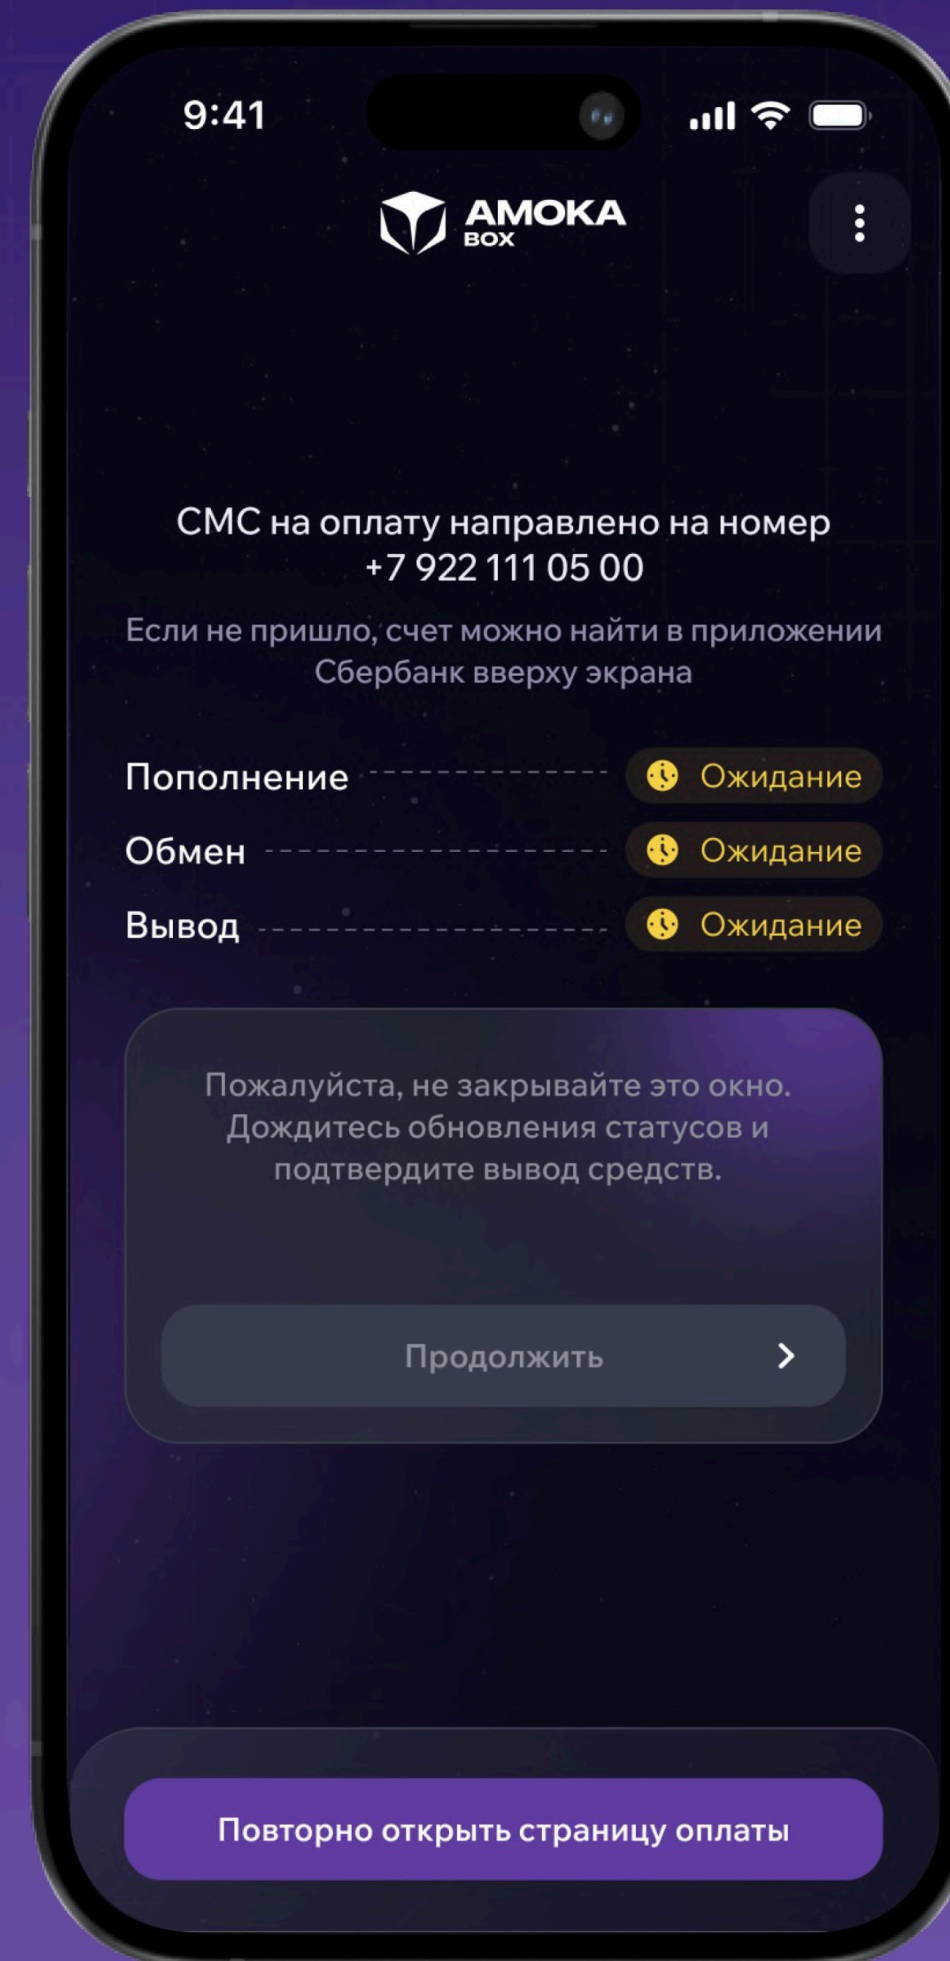 9:41
AMOKA
BOX
СМС на оплату направлено на номер
+7 922 111 05 00
Если не пришло, счет можно найти в приложении
Сбербанк вверху экрана
Пополнение Ожидание
Обмен Ожидание
Вывод Ожидание
Пожалуйста, не закрывайте это окно.
Дождитесь обновления статусов и
подтвердите вывод средств.
Продолжить
Повторно открыть страницу оплаты